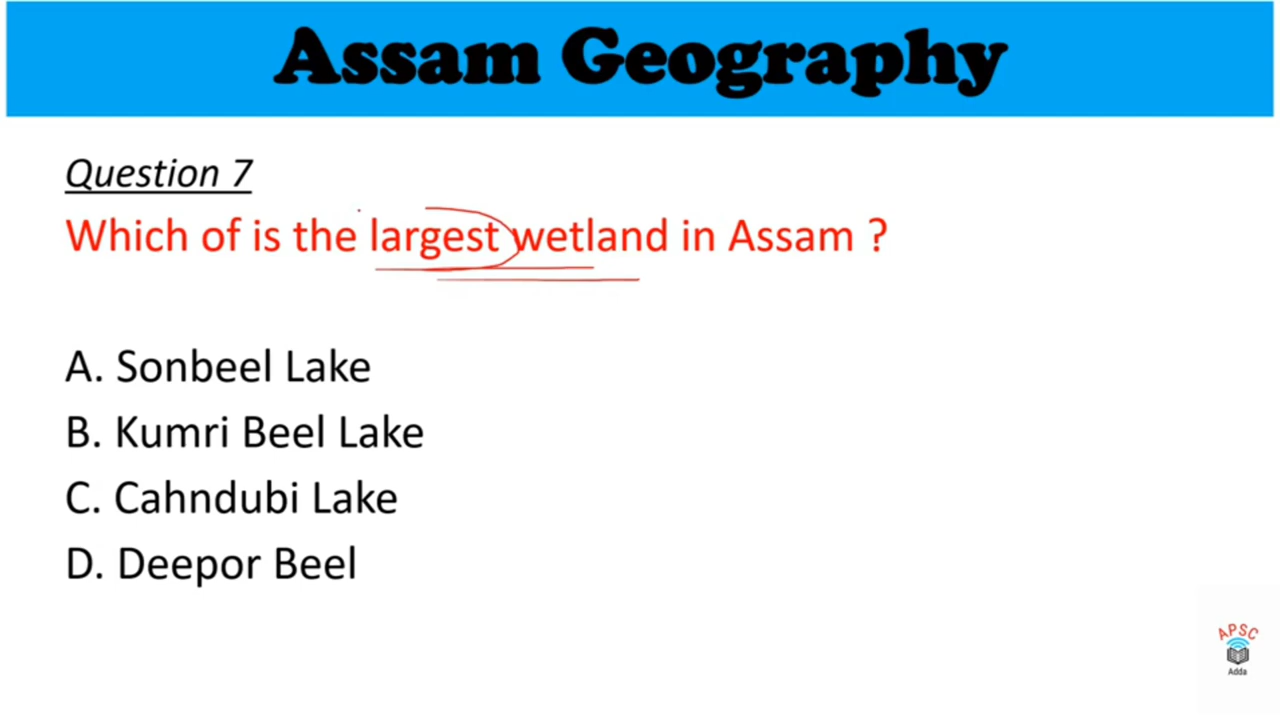 Assam Geography
Question 7
Which of is the largest wetland in Assam ?
A. Sonbeel Lake
B. Kumri Beel Lake
C. Cahndubi Lake
D. Deepor Beel
APSC
Adda